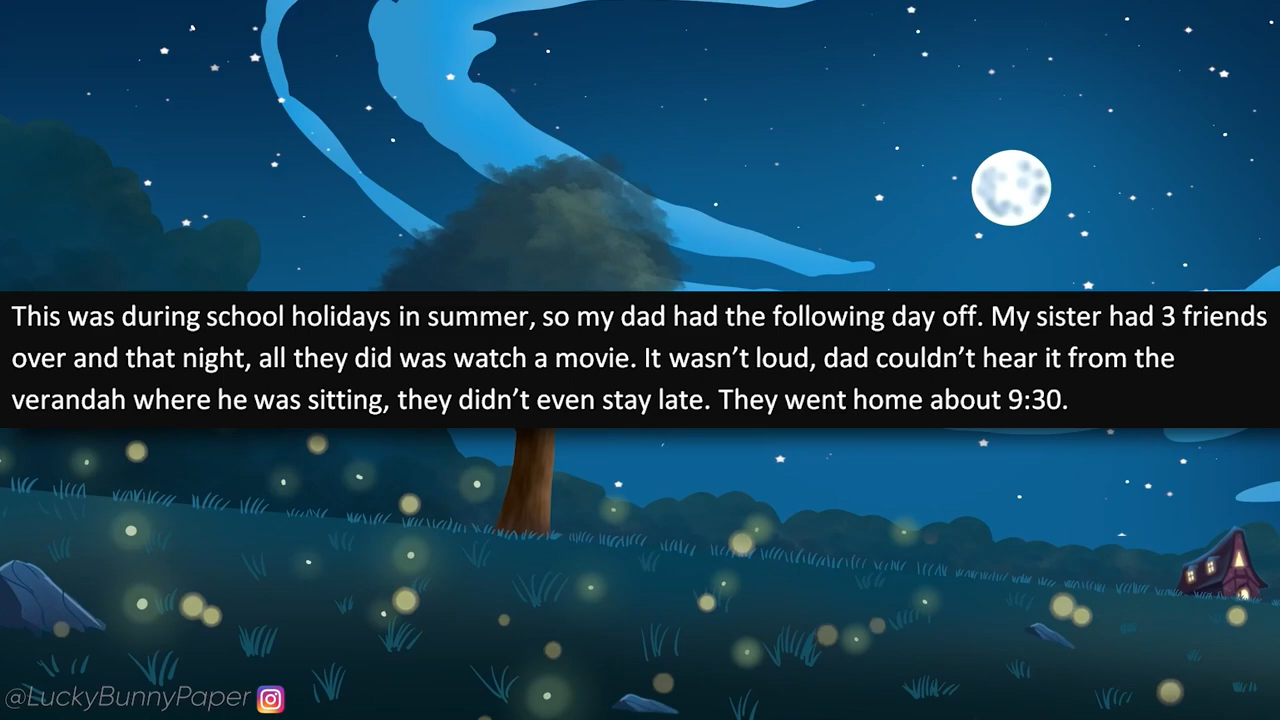 This was during school holidays in summer, so my dad had the following day off. My sister had 3 friends
over and that night, all they did was watch a movie. It wasn’t loud, dad couldn’t hear it from the
verandah where he was sitting, they didn’t even stay late. They went home about 9:30.
@LuckyBunnyPaper